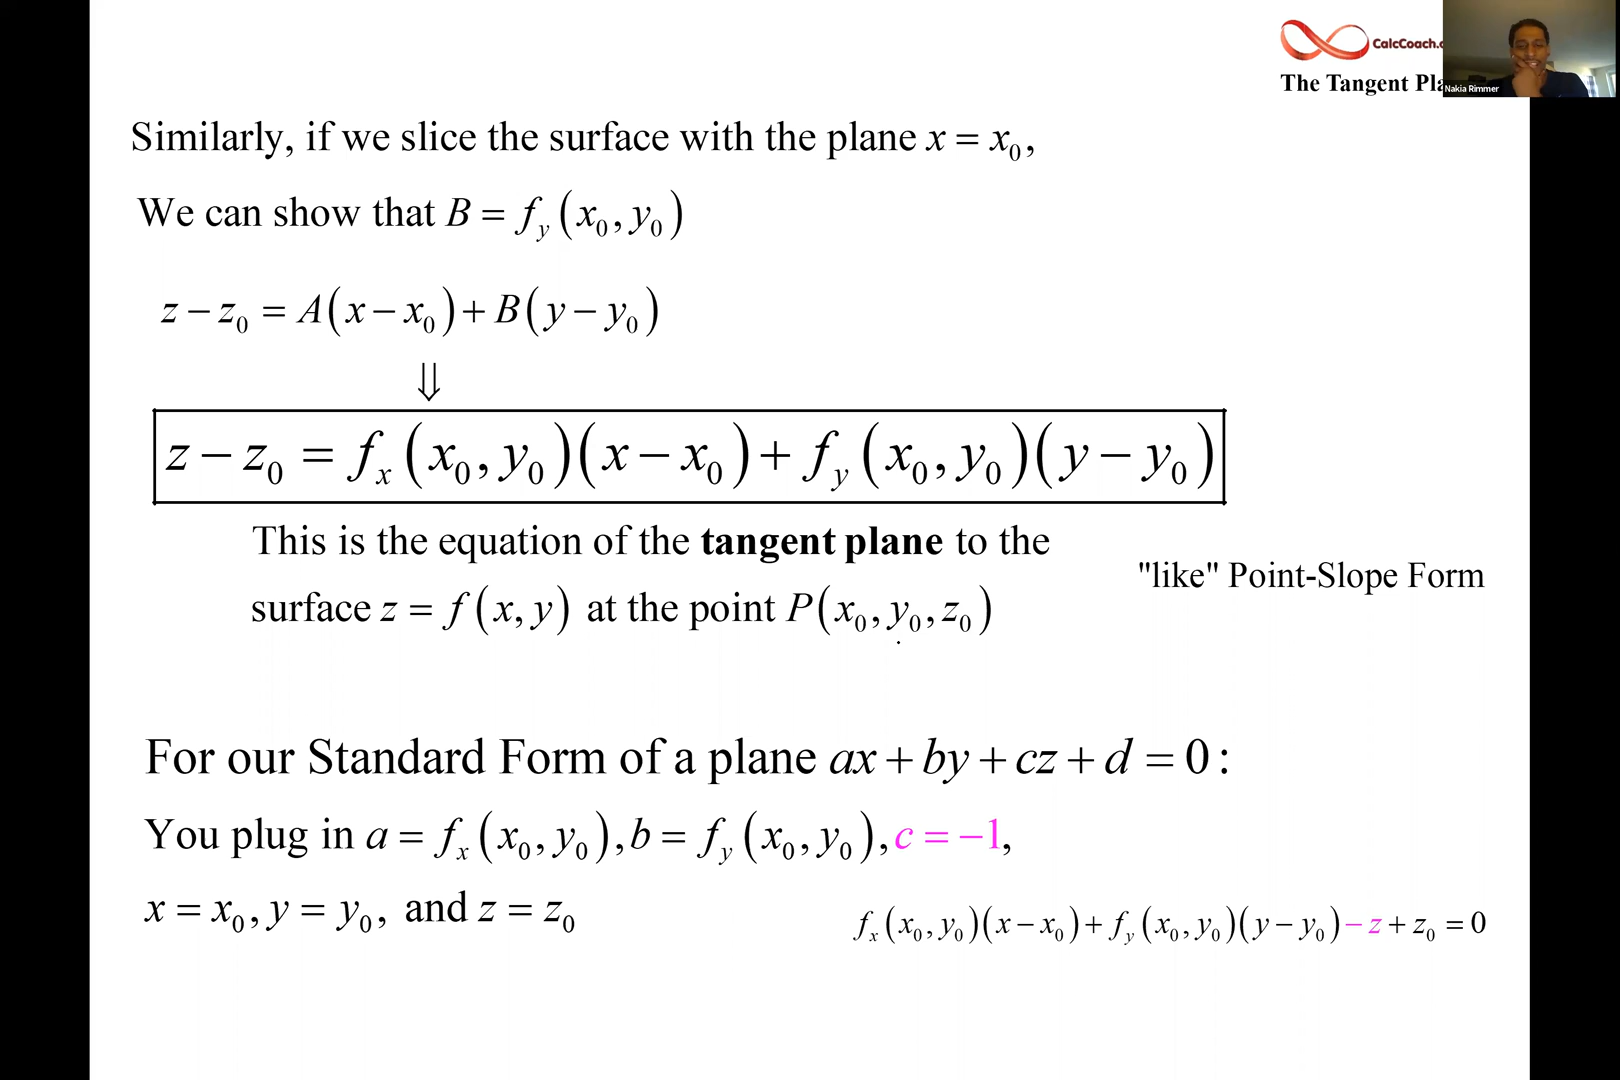 CalcCoach.c
The Tangent Pla
Nakia Rimmer
Similarly, if we slice the surface with the plane x = x₀,
We can show that B = f_y(x₀, y₀)
z − z₀ = A(x − x₀) + B(y − y₀)
⇓
z − z₀ = f_x(x₀, y₀)(x − x₀) + f_y(x₀, y₀)(y − y₀)
This is the equation of the tangent plane to the
surface z = f(x, y) at the point P(x₀, y₀, z₀)
"like" Point-Slope Form
For our Standard Form of a plane ax + by + cz + d = 0 :
You plug in a = f_x(x₀, y₀), b = f_y(x₀, y₀), c = −1,
x = x₀, y = y₀, and z = z₀
f_x(x₀, y₀)(x − x₀) + f_y(x₀, y₀)(y − y₀) − z + z₀ = 0